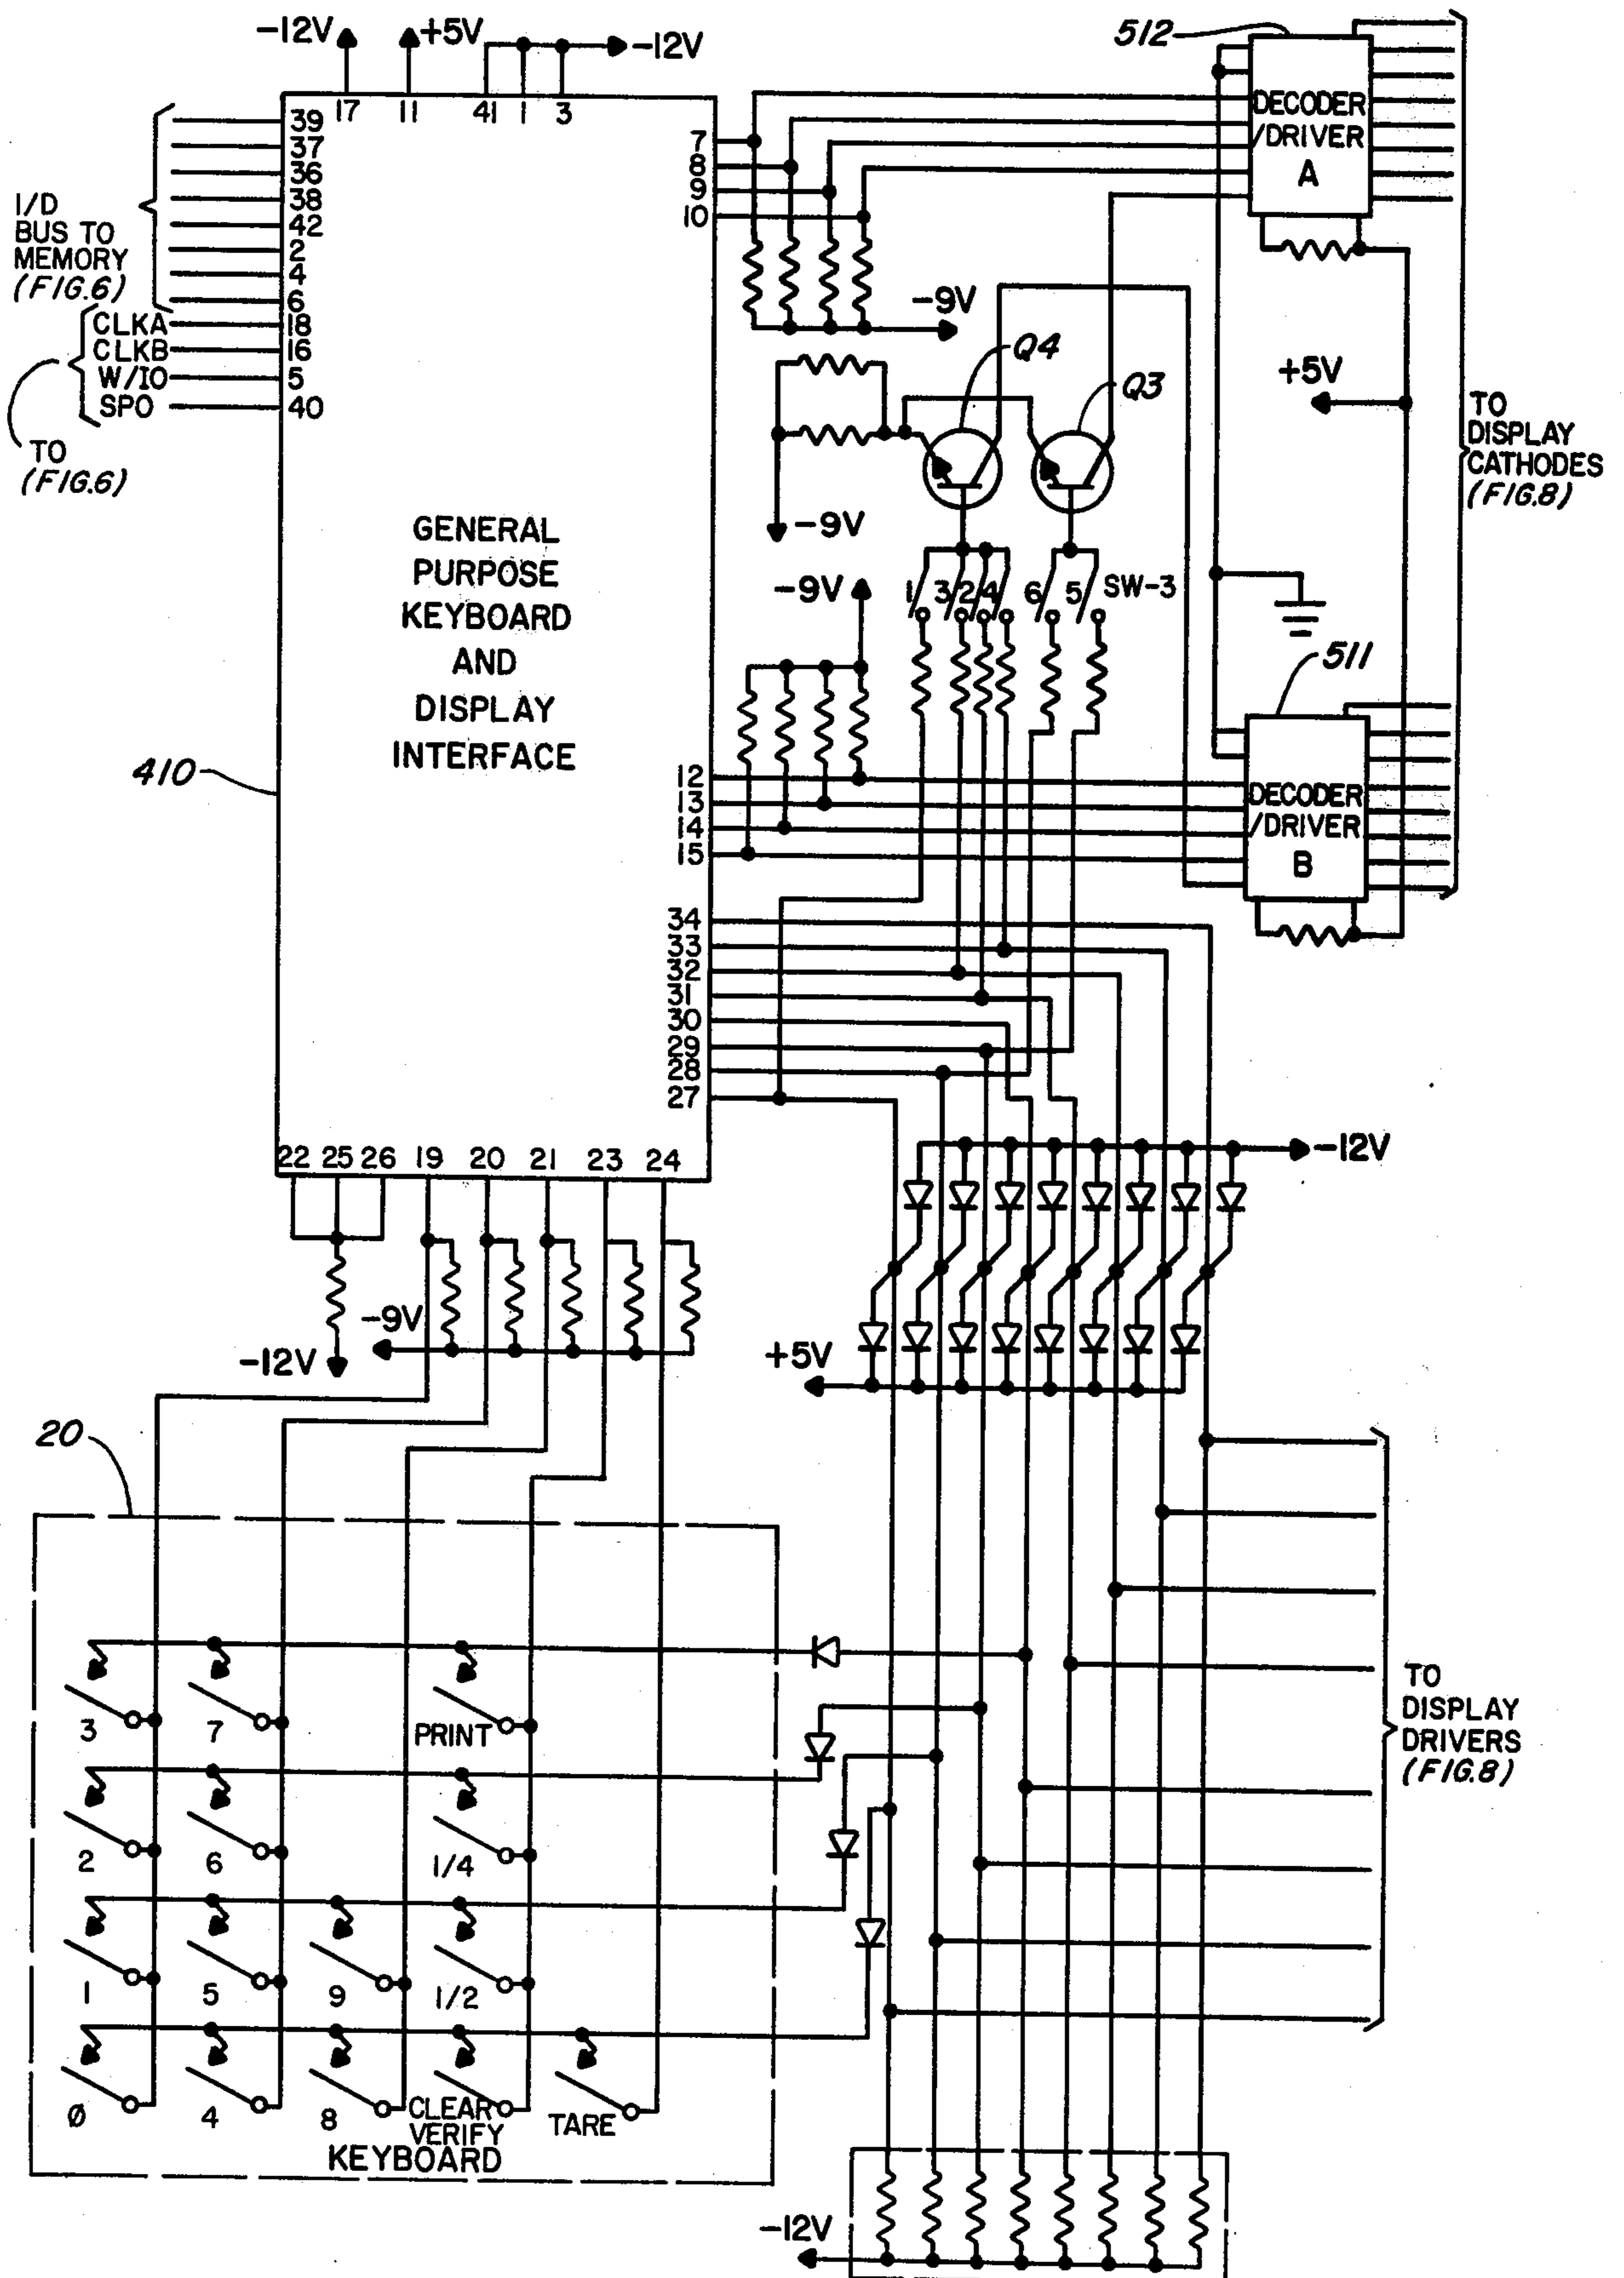 -12V
+5V
-12V
512
17
11
41
1
3
39
37
36
38
42
2
4
6
18
16
5
40
I/D
BUS TO
MEMORY
(FIG.6)
CLKA
CLKB
W/IO
SPO
TO
(FIG.6)
7
8
9
10
DECODER
/DRIVER
A
-9V
Q4
Q3
+5V
TO
DISPLAY
CATHODES
(FIG.8)
-9V
GENERAL
PURPOSE
KEYBOARD
AND
DISPLAY
INTERFACE
-9V
1
3
2
4
6
5
SW-3
511
410
12
13
14
15
DECODER
/DRIVER
B
34
33
32
31
30
29
28
27
22
25
26
19
20
21
23
24
-12V
-9V
-12V
+5V
20
3
7
PRINT
TO
DISPLAY
DRIVERS
(FIG.8)
2
6
1/4
1
5
9
1/2
Ø
4
8
CLEAR
VERIFY
TARE
KEYBOARD
-12V